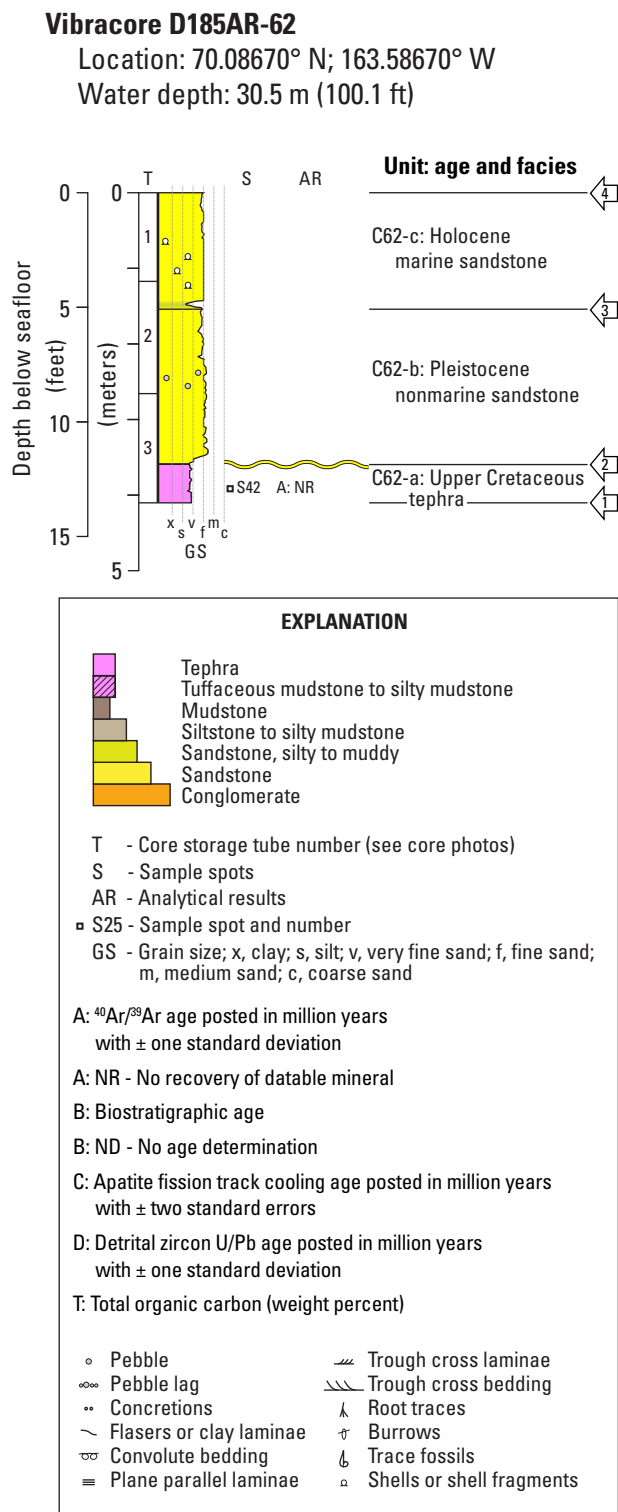 Vibracore D185AR-62
Location: 70.08670° N; 163.58670° W
Water depth: 30.5 m (100.1 ft)
T S AR Unit: age and facies
0 0 4
1 C62-c: Holocene
marine sandstone
5 3
2 C62-b: Pleistocene
nonmarine sandstone
Depth below seafloor
(feet)
(meters)
10
3 2
C62-a: Upper Cretaceous
S42 A: NR
tephra 1
15 x s v f m c
GS
5
EXPLANATION
Tephra
Tuffaceous mudstone to silty mudstone
Mudstone
Siltstone to silty mudstone
Sandstone, silty to muddy
Sandstone
Conglomerate
T - Core storage tube number (see core photos)
S - Sample spots
AR - Analytical results
S25 - Sample spot and number
GS - Grain size; x, clay; s, silt; v, very fine sand; f, fine sand;
m, medium sand; c, coarse sand
A: ⁴⁰Ar/³⁹Ar age posted in million years
with ± one standard deviation
A: NR - No recovery of datable mineral
B: Biostratigraphic age
B: ND - No age determination
C: Apatite fission track cooling age posted in million years
with ± two standard errors
D: Detrital zircon U/Pb age posted in million years
with ± one standard deviation
T: Total organic carbon (weight percent)
Pebble
Pebble lag
Concretions
Flasers or clay laminae
Convolute bedding
Plane parallel laminae
Trough cross laminae
Trough cross bedding
Root traces
Burrows
Trace fossils
Shells or shell fragments